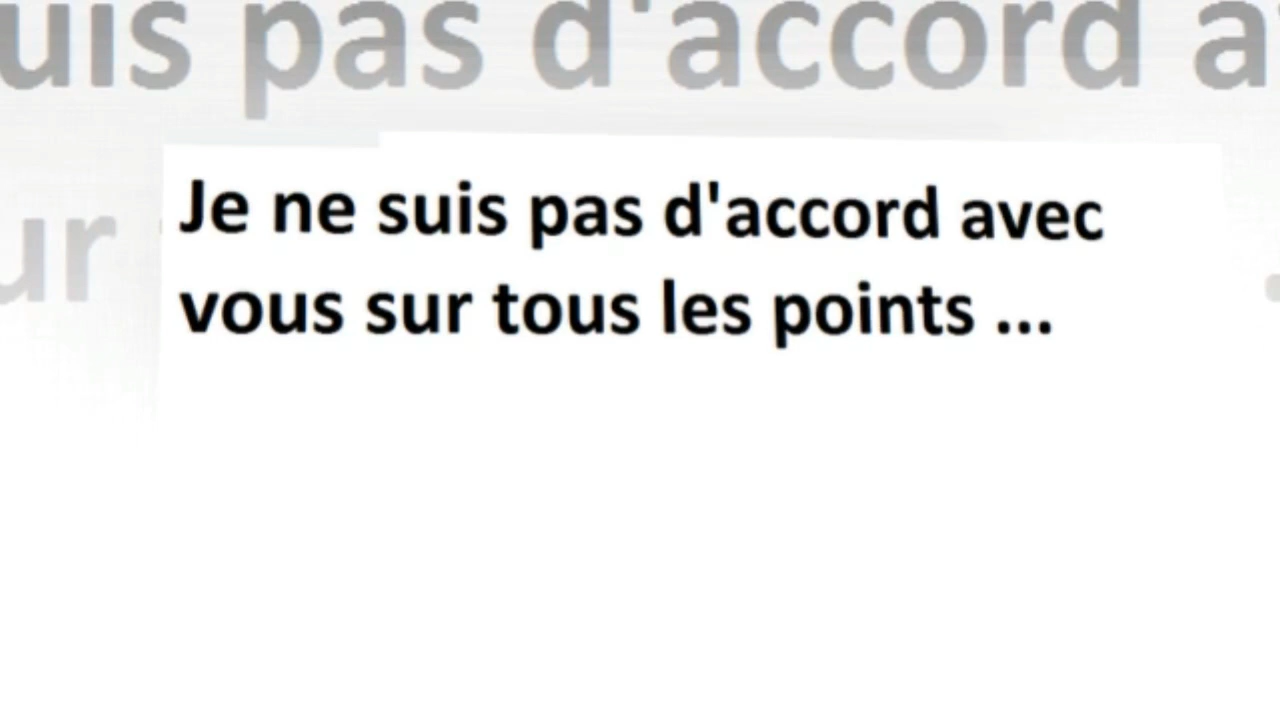 uis pas d'accord a
ur
Je ne suis pas d'accord avec
vous sur tous les points ...